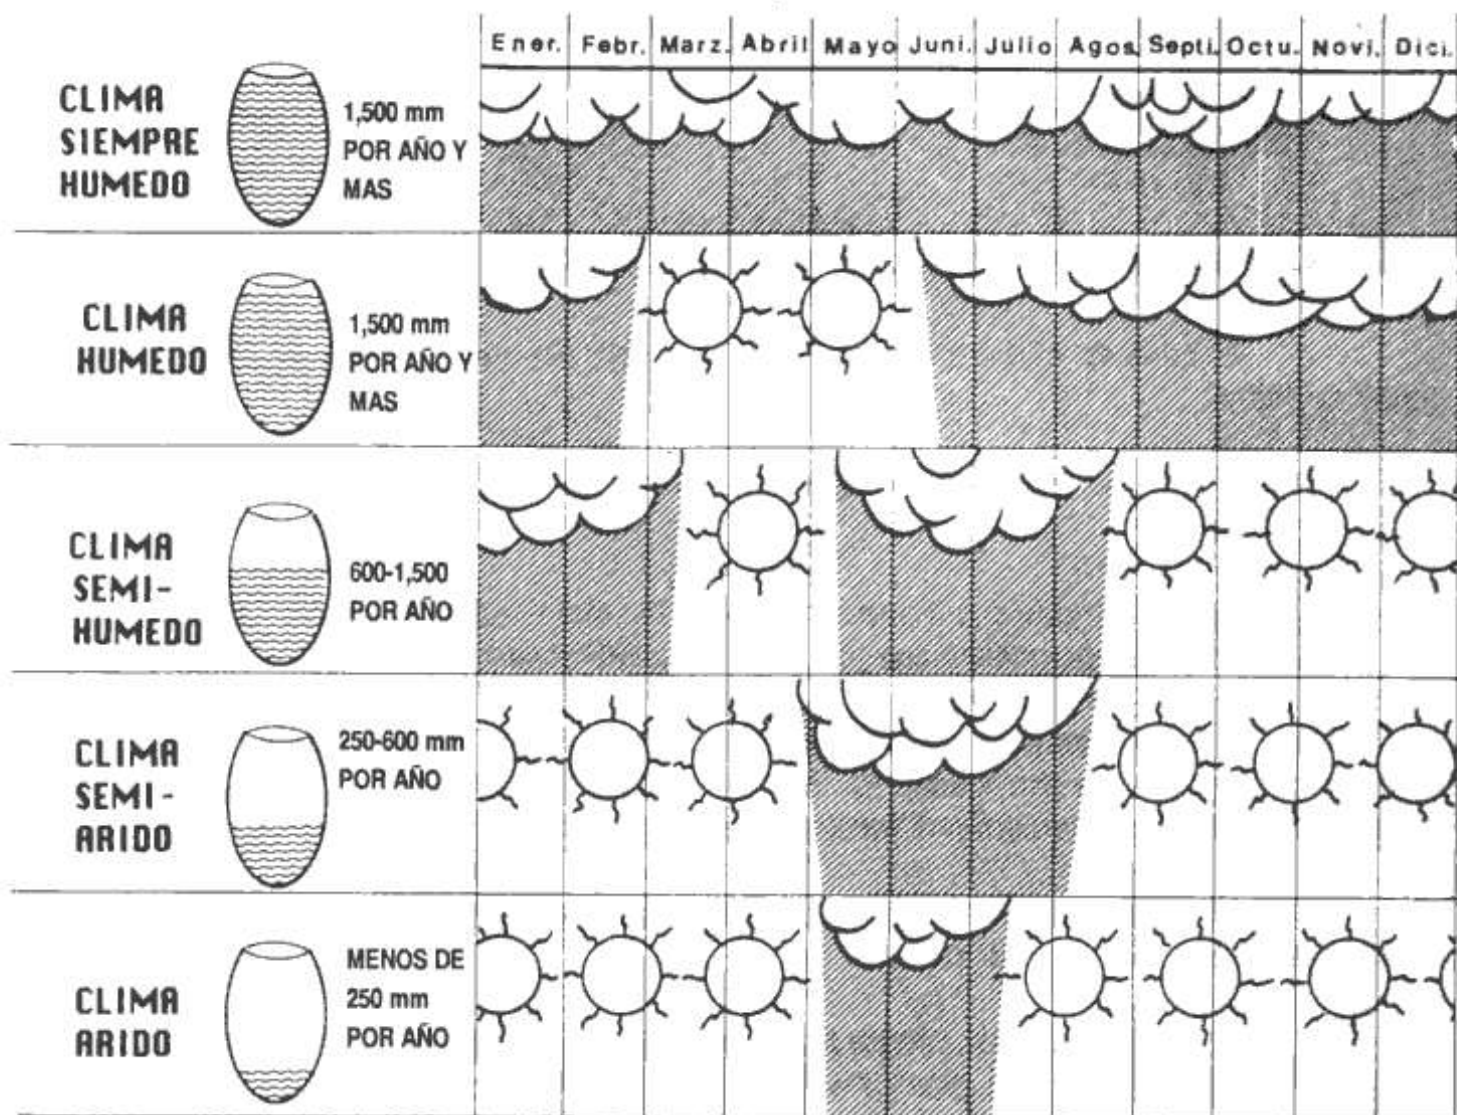 Ener. Febr. Marz. Abril Mayo Juni. Julio Agos. Septi. Octu. Novi. Dici.
CLIMA
SIEMPRE
HUMEDO
1,500 mm
POR AÑO Y
MAS
CLIMA
HUMEDO
1,500 mm
POR AÑO Y
MAS
CLIMA
SEMI-
HUMEDO
600-1,500
POR AÑO
CLIMA
SEMI-
ARIDO
250-600 mm
POR AÑO
CLIMA
ARIDO
MENOS DE
250 mm
POR AÑO